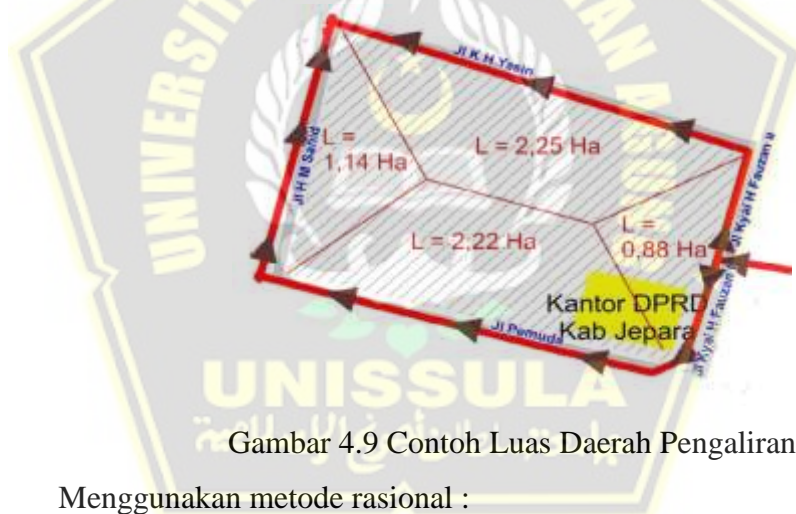 Jl K H Yasin
L =
1,14 Ha
L = 2,25 Ha
Jl H M Sahid
L = 2,22 Ha
L =
0,88 Ha
Jl Kyai H Fauzan
Jl Kyai H Fauzan
Kantor DPRD
Kab Jepara
Jl Pemuda
UNISSULA
Gambar 4.9 Contoh Luas Daerah Pengaliran
Menggunakan metode rasional :